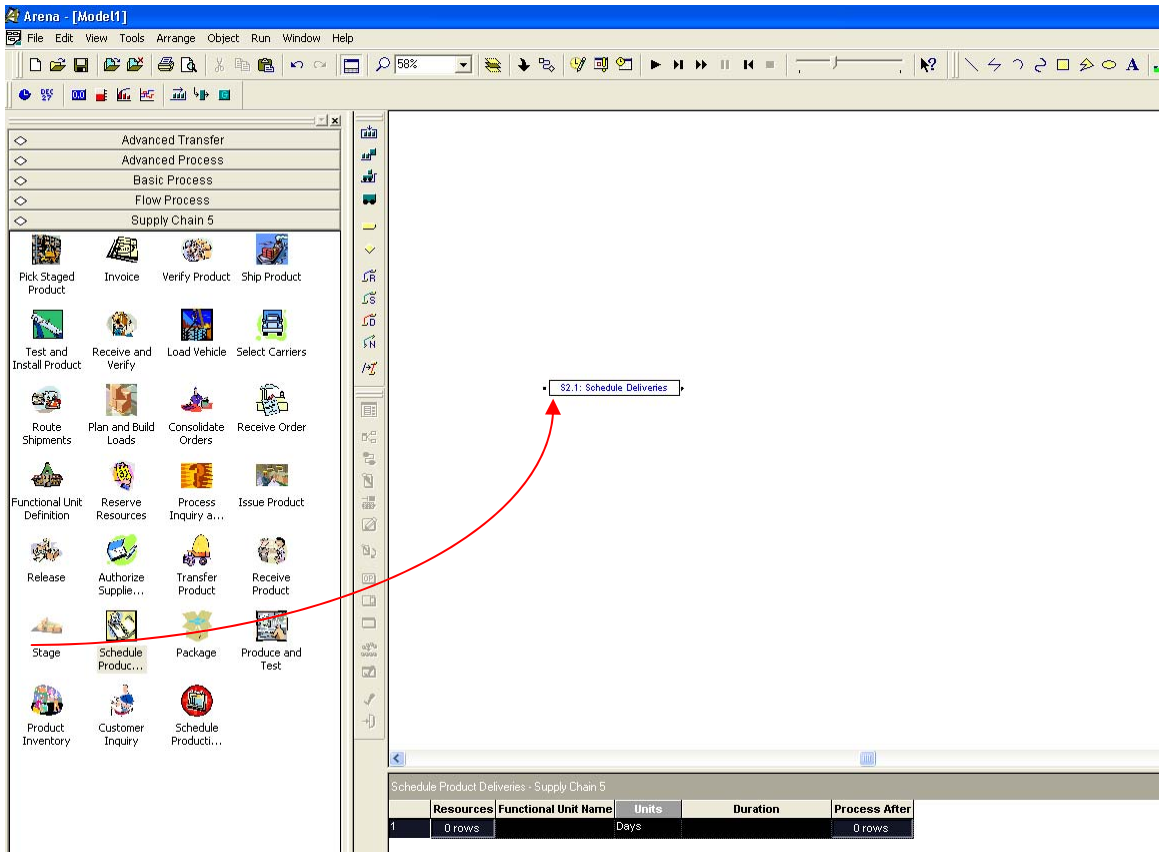 Arena - [Model1]
File Edit View Tools Arrange Object Run Window Help
58%
Advanced Transfer
Advanced Process
Basic Process
Flow Process
Supply Chain 5
Pick Staged Product
Invoice
Verify Product
Ship Product
Test and Install Product
Receive and Verify
Load Vehicle
Select Carriers
Route Shipments
Plan and Build Loads
Consolidate Orders
Receive Order
Functional Unit Definition
Reserve Resources
Process Inquiry a...
Issue Product
Release
Authorize Supplie...
Transfer Product
Receive Product
Stage
Schedule Produc...
Package
Produce and Test
Product Inventory
Customer Inquiry
Schedule Producti...
S2.1: Schedule Deliveries
Schedule Product Deliveries - Supply Chain 5
Resources Functional Unit Name Units Duration Process After
1 0 rows Days 0 rows